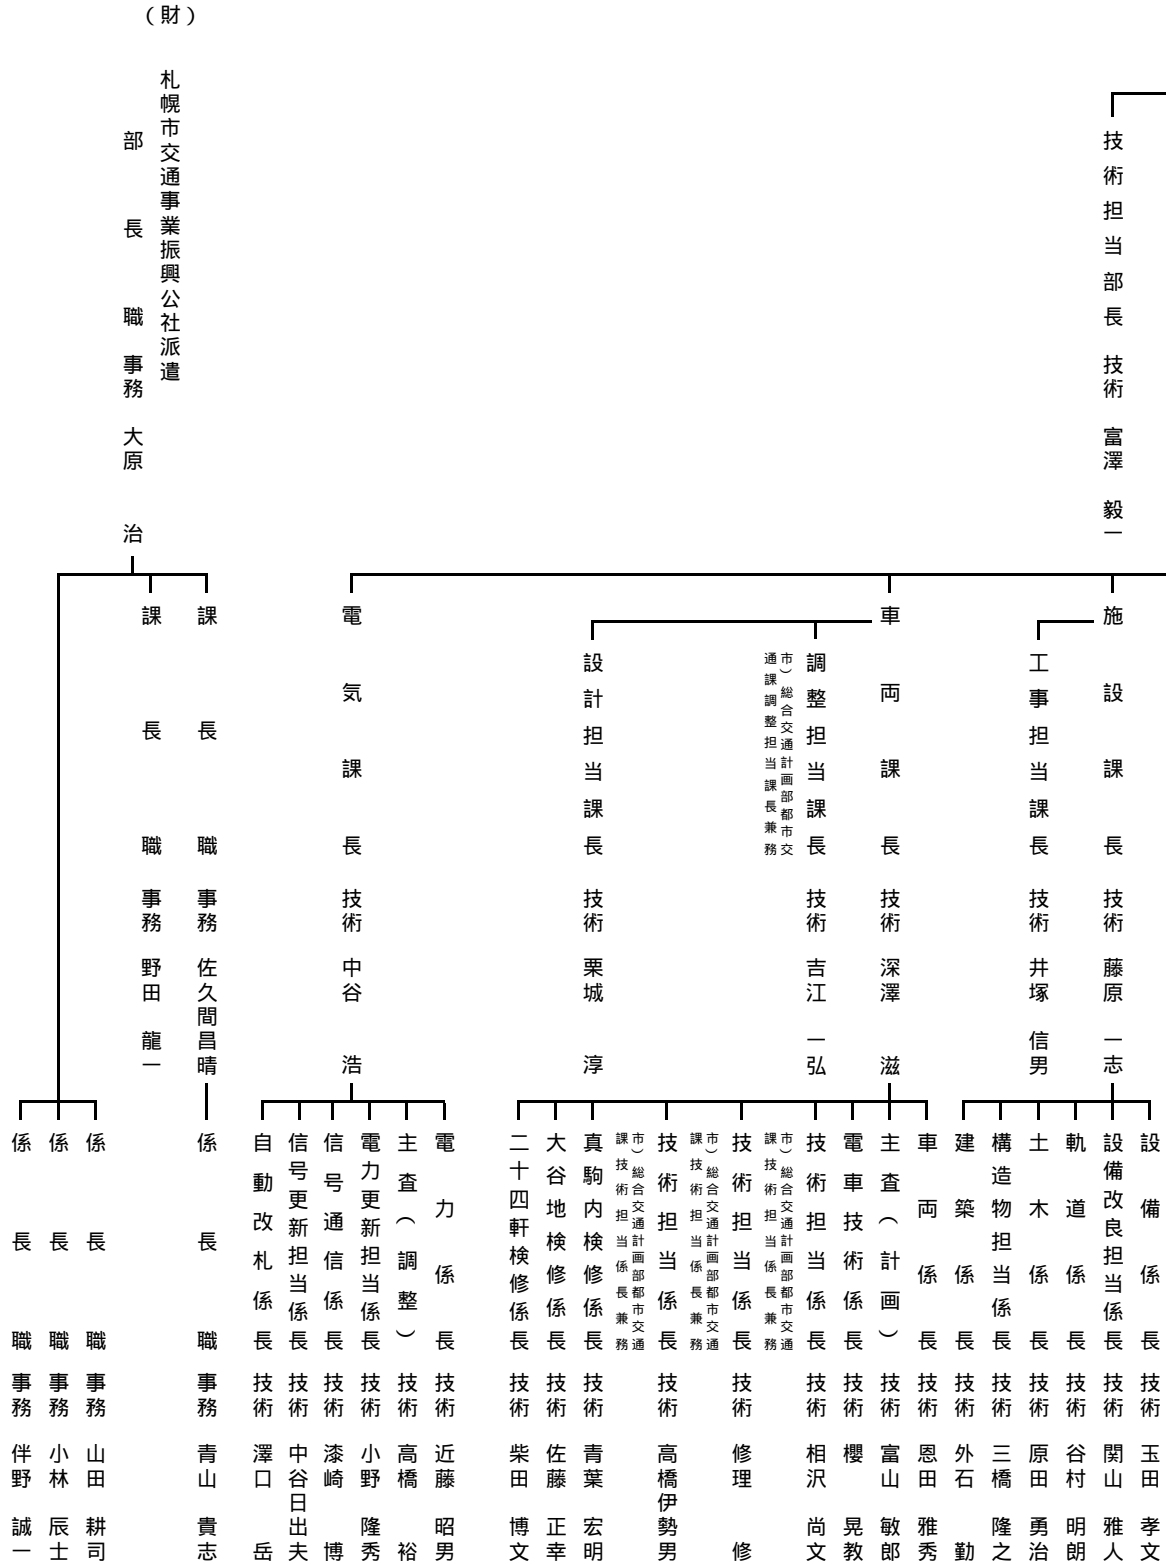 技術担当部長 技術 富澤 毅一
施設課長 技術 藤原 一志
設備係長 技術 玉田 孝文
設備改良担当係長 技術 関山 雅人
軌道係長 技術 谷村 明朗
土木係長 技術 原田 勇治
構造物担当係長 技術 三橋 隆之
建築係長 技術 外石 勤
工事担当課長 技術 井塚 信男
車両課長 技術 深澤 滋
車両係長 技術 恩田 雅秀
主査(計画) 技術 富山 敏郎
電車技術係長 技術 櫻 晃教
技術担当係長 技術 相沢 尚文
市)総合交通計画部都市交通
課技術担当係長兼務
技術担当係長 技術 修理 修
市)総合交通計画部都市交通
課技術担当係長兼務
技術担当係長 技術 高橋伊勢男
市)総合交通計画部都市交通
課技術担当係長兼務
真駒内検修係長 技術 青葉 宏明
大谷地検修係長 技術 佐藤 正幸
二十四軒検修係長 技術 柴田 博文
調整担当課長 技術 吉江 一弘
市)総合交通計画部都市交
通課調整担当課長兼務
設計担当課長 技術 栗城 淳
電気課長 技術 中谷 浩
電力係長 技術 近藤 昭男
主査(調整) 技術 高橋 裕
電力更新担当係長 技術 小野 隆秀
信号通信係長 技術 漆崎 博
信号更新担当係長 技術 中谷日出夫
自動改札係長 技術 澤口 岳
(財)
札幌市交通事業振興公社派遣
部長職 事務 大原 治
課長職 事務 佐久間昌晴
係長職 事務 青山 貴志
課長職 事務 野田 龍一
係長職 事務 山田 耕司
係長職 事務 小林 辰士
係長職 事務 伴野 誠一